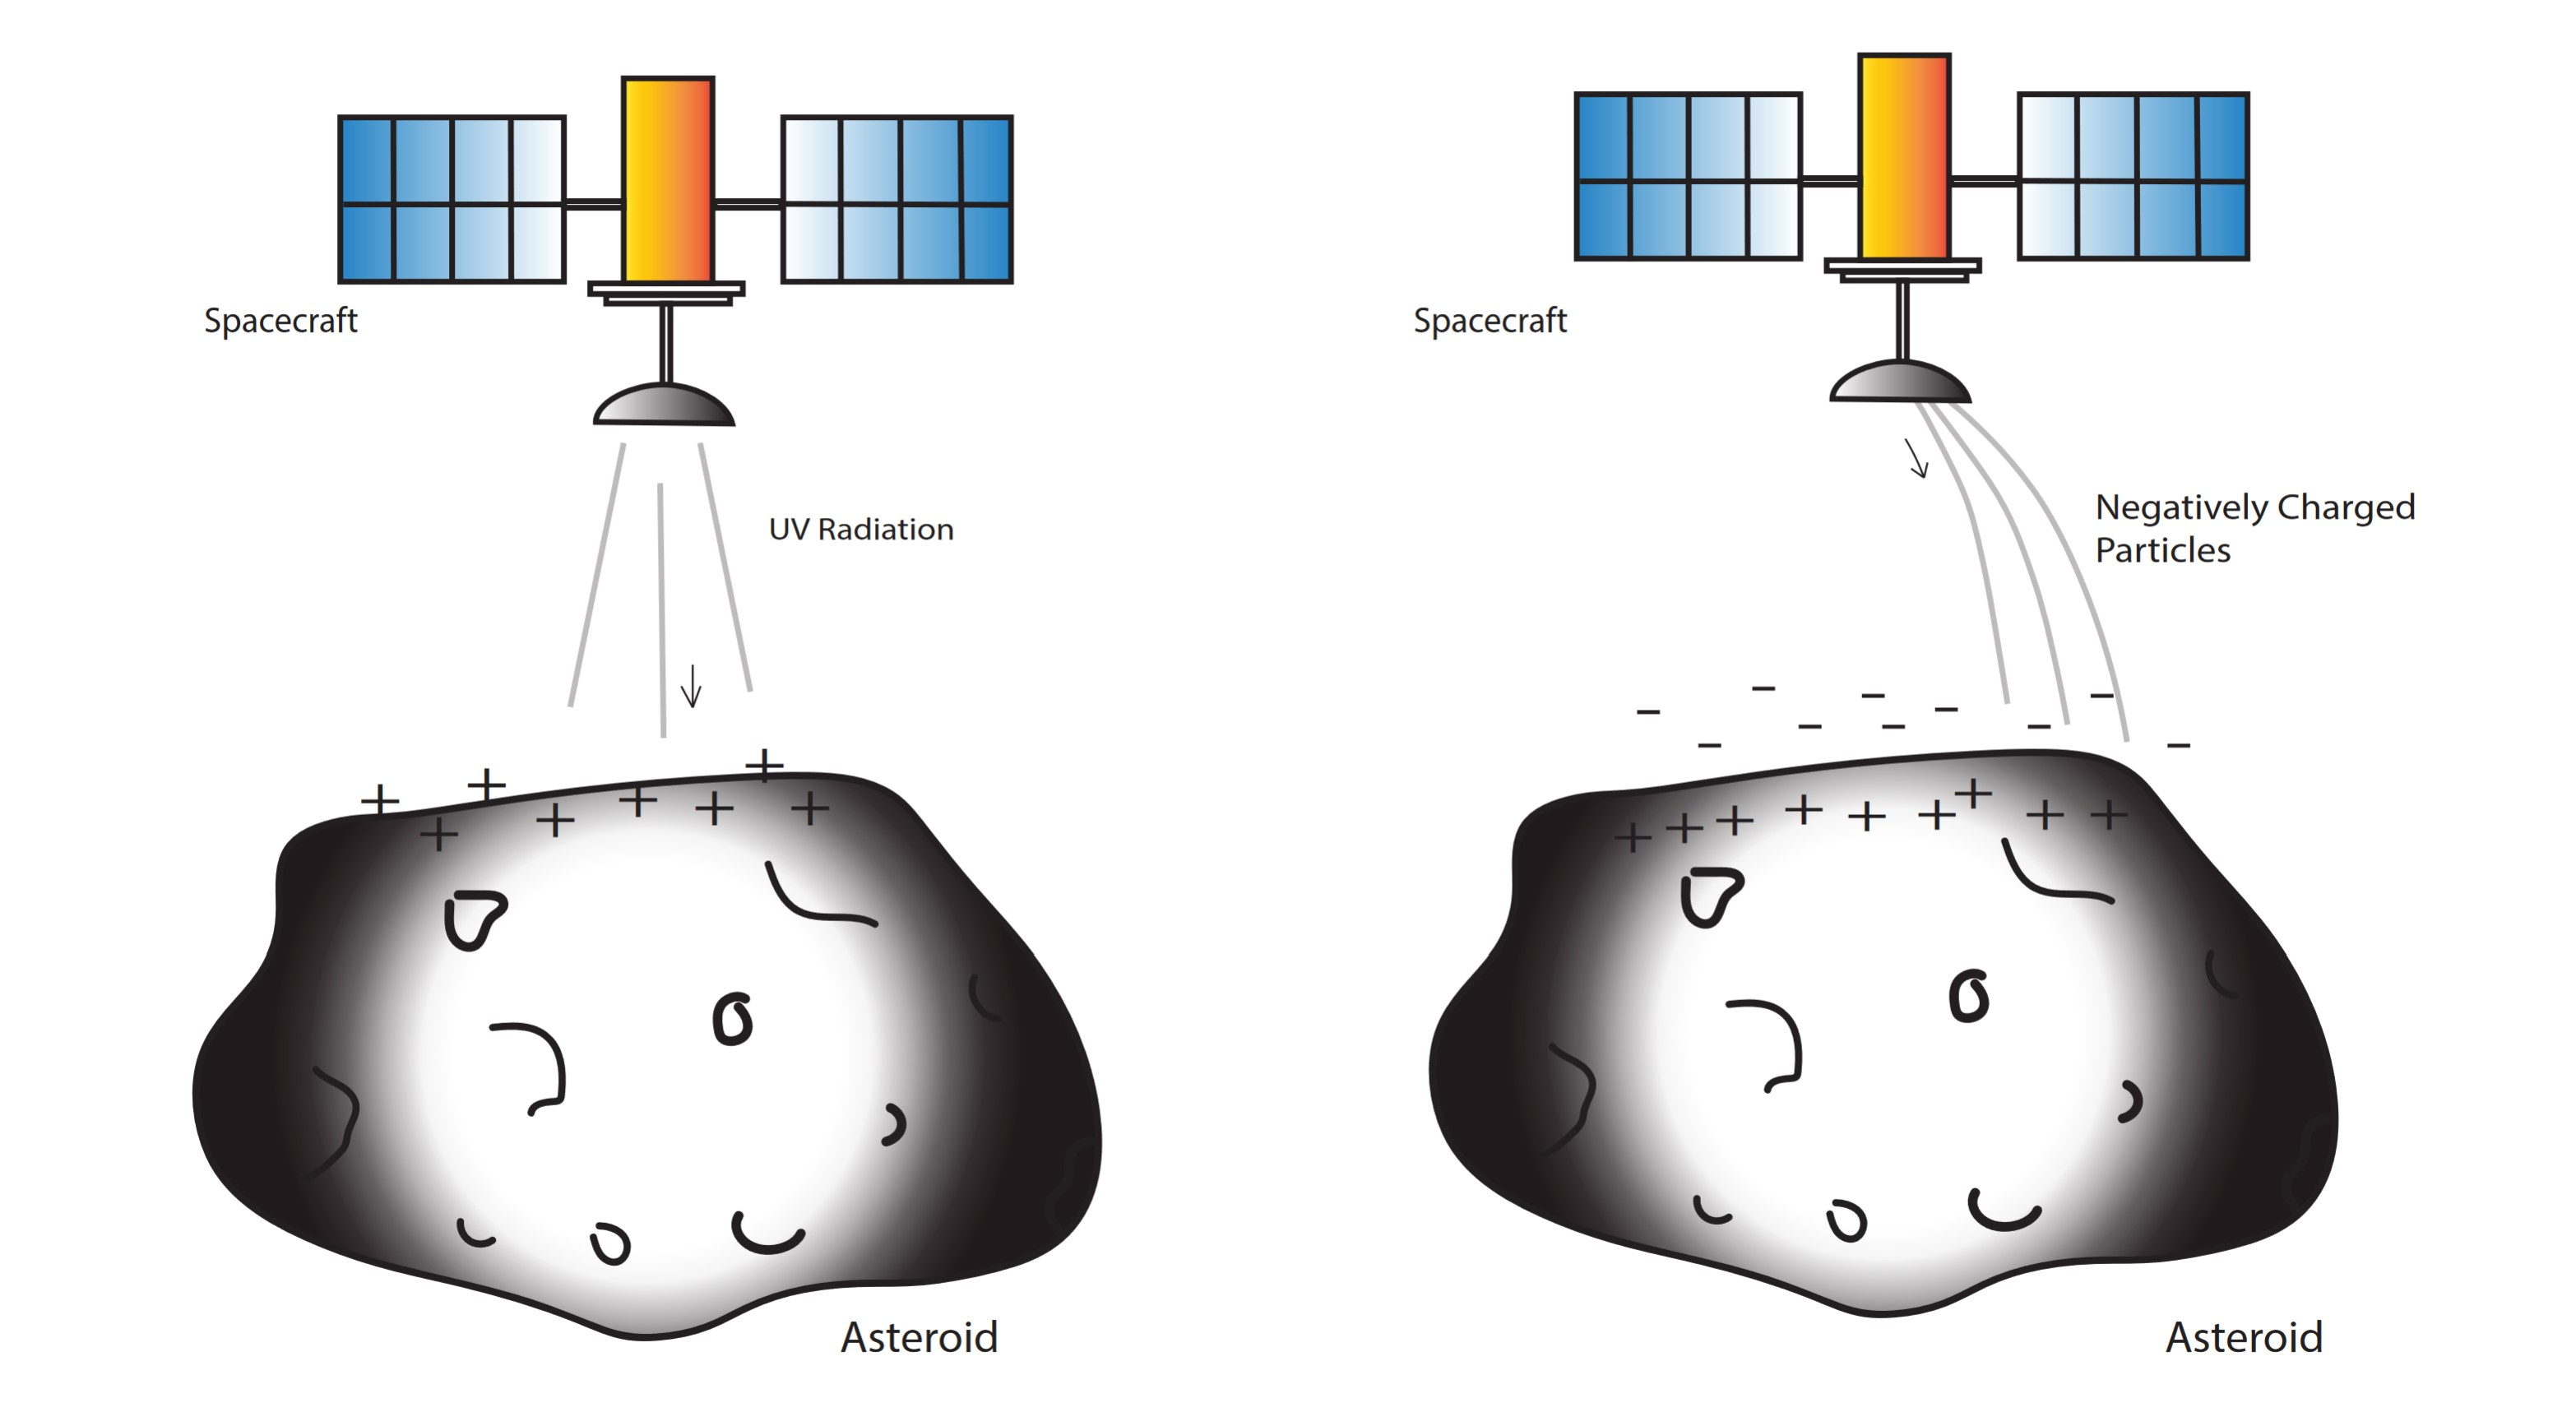 Spacecraft
UV Radiation
Asteroid
Spacecraft
Negatively Charged
Particles
Asteroid